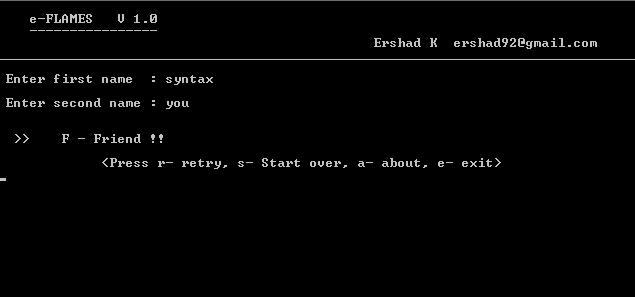 e-FLAMES V 1.0
Ershad K ershad92@gmail.com
Enter first name : syntax
Enter second name : you
>> F - Friend !!
<Press r- retry, s- Start over, a- about, e- exit>